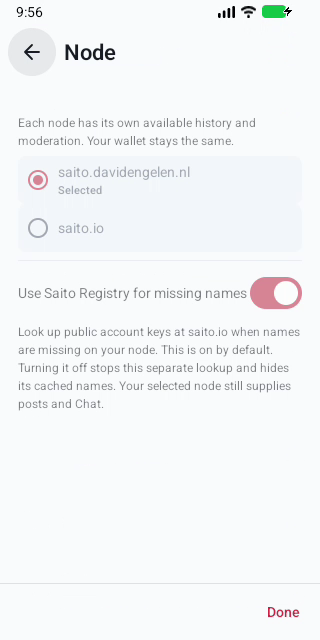 9:56
Node
Each node has its own available history and
moderation. Your wallet stays the same.
saito.davidengelen.nl
Selected
saito.io
Use Saito Registry for missing names
Look up public account keys at saito.io when names
are missing on your node. This is on by default.
Turning it off stops this separate lookup and hides
its cached names. Your selected node still supplies
posts and Chat.
Done